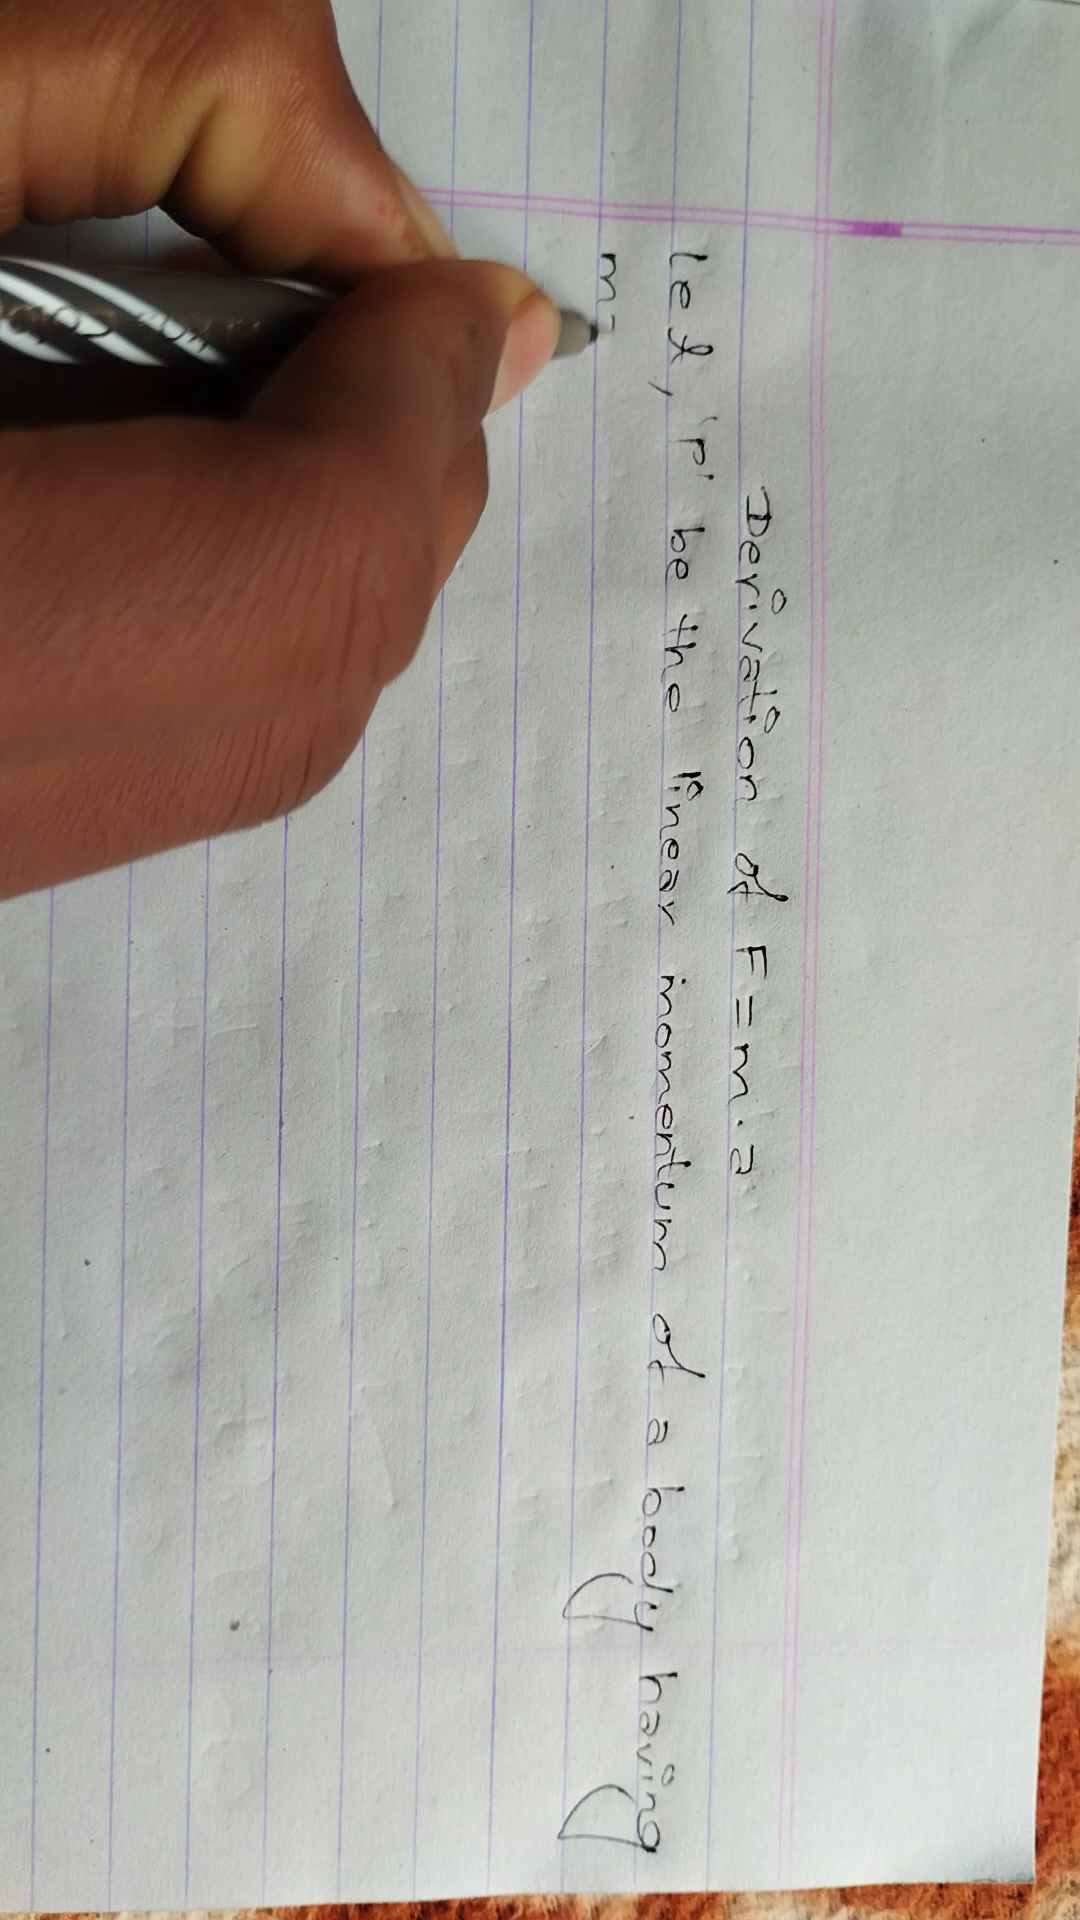 Derivation of F=m.a
Let, 'p' be the linear momentum of a body having